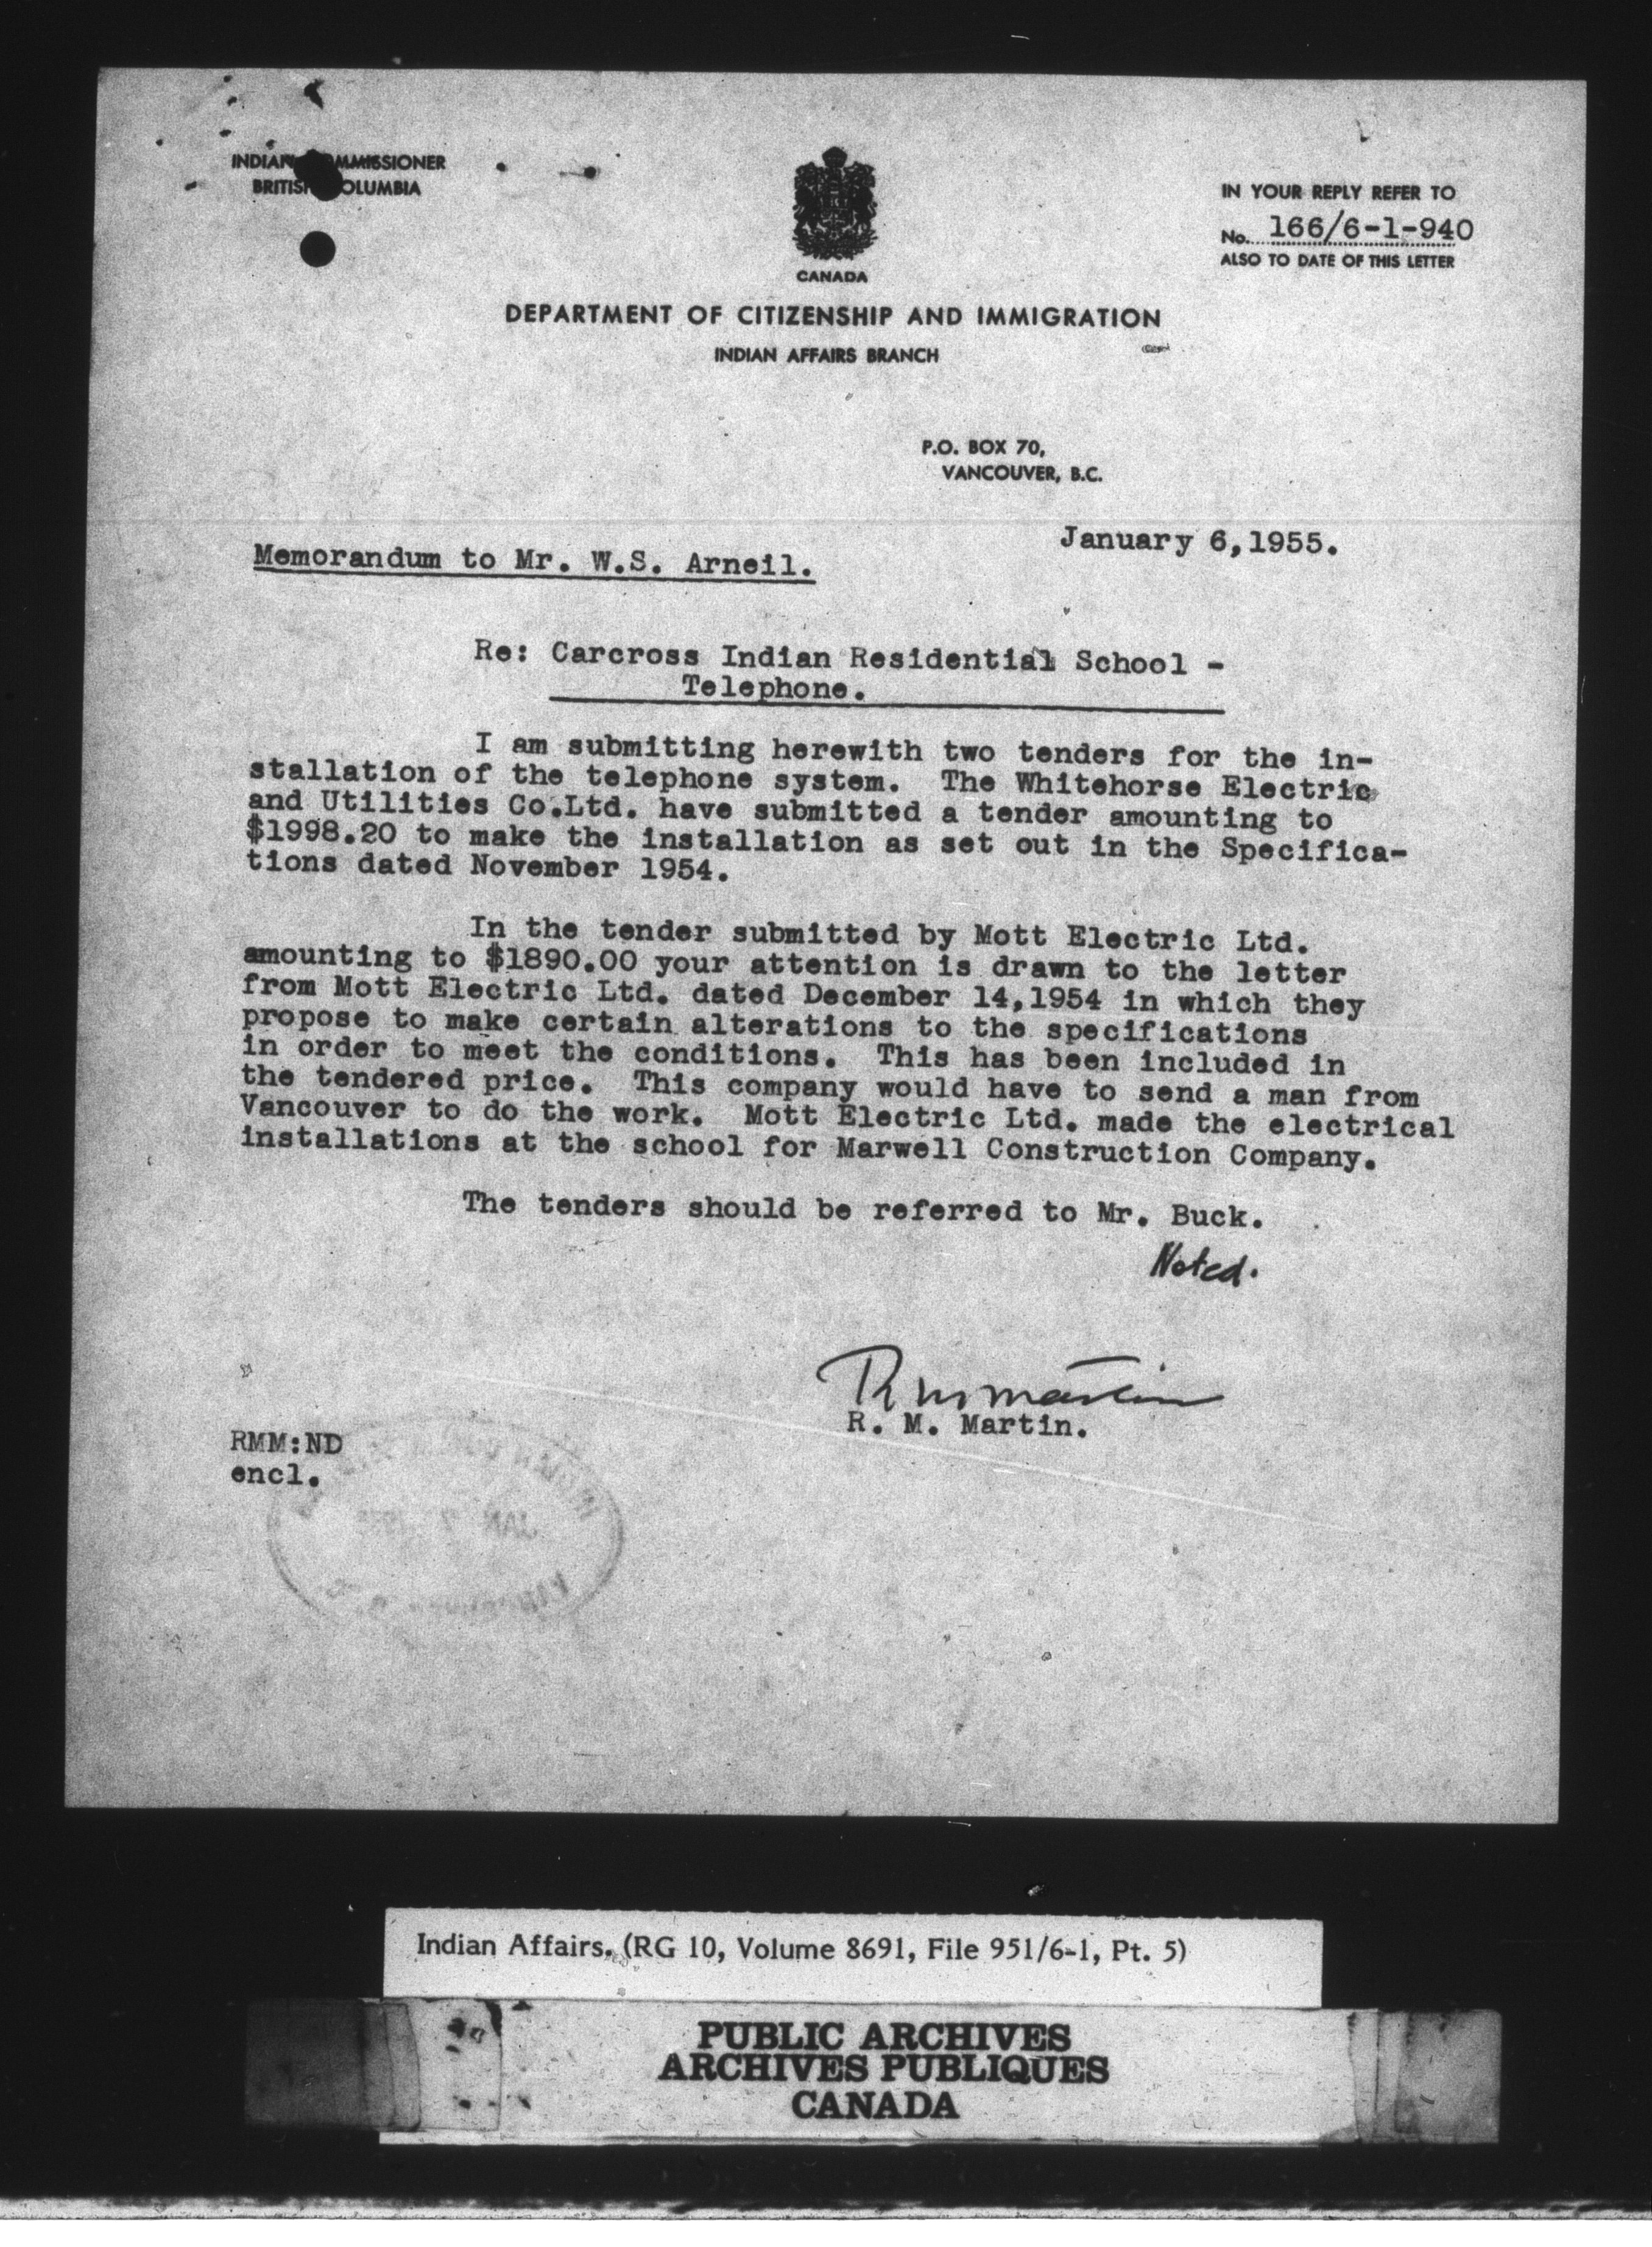 INDIAN COMMISSIONER
BRITISH COLUMBIA
IN YOUR REPLY REFER TO
No. 166/6-1-940
ALSO TO DATE OF THIS LETTER
CANADA
DEPARTMENT OF CITIZENSHIP AND IMMIGRATION
INDIAN AFFAIRS BRANCH
P.O. BOX 70,
VANCOUVER, B.C.
January 6,1955.
Memorandum to Mr. W.S. Arneil.
Re: Carcross Indian Residential School -
Telephone.
I am submitting herewith two tenders for the in-
stallation of the telephone system. The Whitehorse Electric
and Utilities Co.Ltd. have submitted a tender amounting to
$1998.20 to make the installation as set out in the Specifica-
tions dated November 1954.
In the tender submitted by Mott Electric Ltd.
amounting to $1890.00 your attention is drawn to the letter
from Mott Electric Ltd. dated December 14,1954 in which they
propose to make certain alterations to the specifications
in order to meet the conditions. This has been included in
the tendered price. This company would have to send a man from
Vancouver to do the work. Mott Electric Ltd. made the electrical
installations at the school for Marwell Construction Company.
The tenders should be referred to Mr. Buck.
Noted.
R M Martin
R. M. Martin.
RMM:ND
encl.
JAN 7
Indian Affairs. (RG 10, Volume 8691, File 951/6-1, Pt. 5)
PUBLIC ARCHIVES
ARCHIVES PUBLIQUES
CANADA